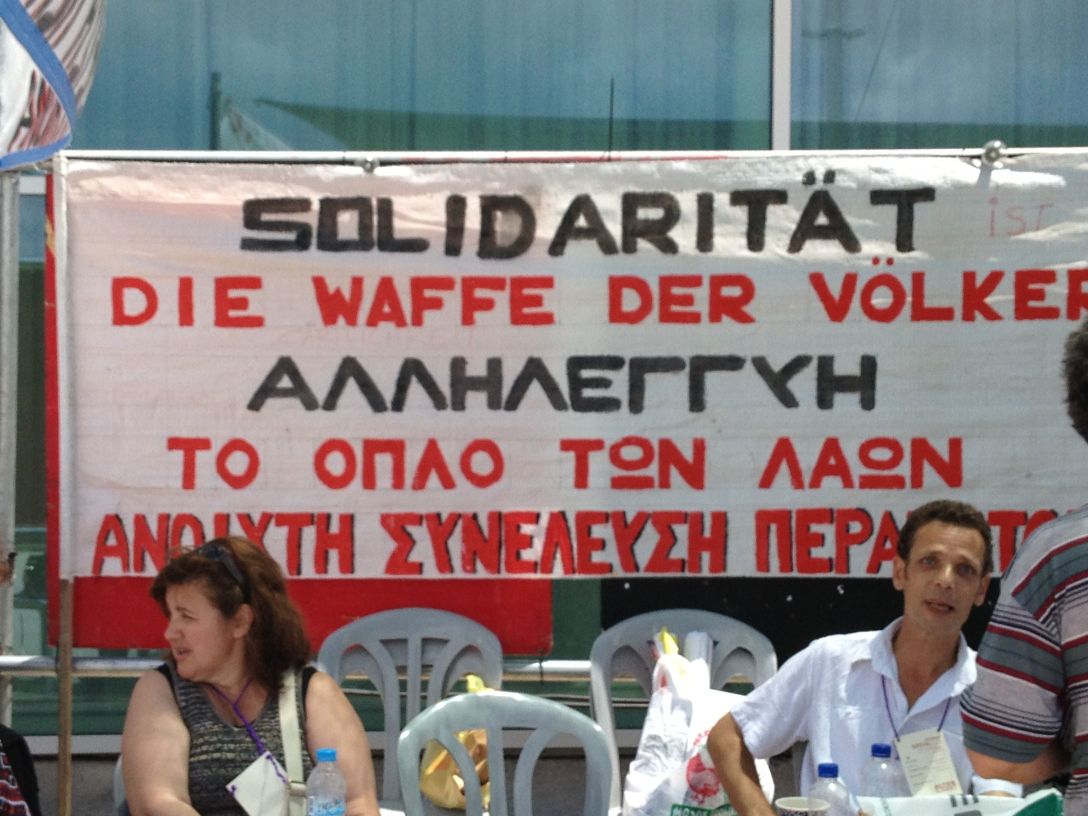 SOLIDARITÄT iST
DIE WAFFE DER VÖLKER
ΑΛΛΗΛΕΓΓΥΗ
ΤΟ ΟΠΛΟ ΤΩΝ ΛΑΩΝ
ΑΝΟΙΧΤΗ ΣΥΝΕΛΕΥΣΗ